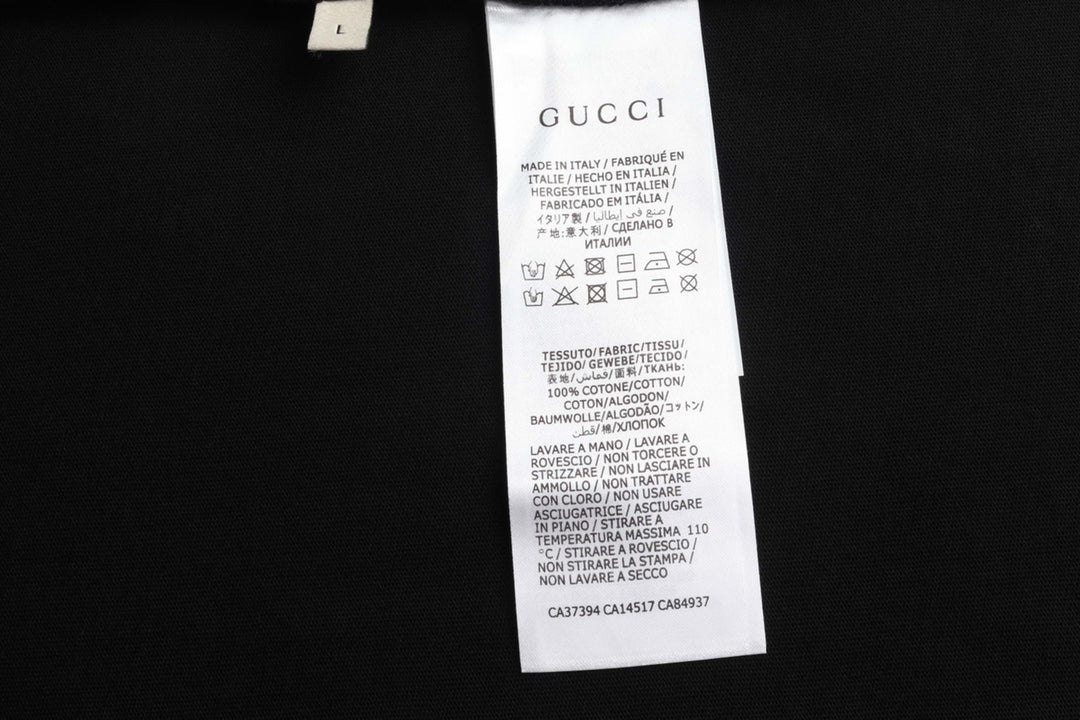 L
GUCCI
MADE IN ITALY / FABRIQUÉ EN
ITALIE / HECHO EN ITALIA /
HERGESTELLT IN ITALIEN /
FABRICADO EM ITÁLIA /
イタリア製 / صنع في إيطاليا /
产地:意大利 / СДЕЛАНО В
ИТАЛИИ
TESSUTO/FABRIC/TISSU/
TEJIDO/ GEWEBE/TECIDO/
表地/قماش/面料/ТКАНЬ:
100% COTONE/COTTON/
COTON/ALGODON/
BAUMWOLLE/ALGODÃO/コットン/
قطن/棉/ХЛОПОК
LAVARE A MANO / LAVARE A
ROVESCIO / NON TORCERE O
STRIZZARE / NON LASCIARE IN
AMMOLLO / NON TRATTARE
CON CLORO / NON USARE
ASCIUGATRICE / ASCIUGARE
IN PIANO / STIRARE A
TEMPERATURA MASSIMA 110
°C / STIRARE A ROVESCIO /
NON STIRARE LA STAMPA /
NON LAVARE A SECCO
CA37394 CA14517 CA84937